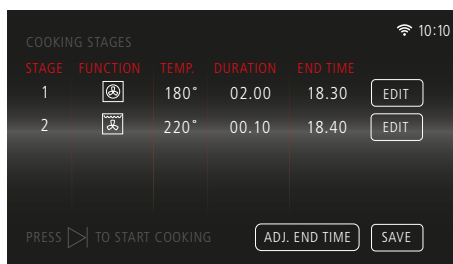 10:10
COOKING STAGES
STAGE FUNCTION TEMP. DURATION END TIME
1 180° 02.00 18.30 EDIT
2 220° 00.10 18.40 EDIT
PRESS TO START COOKING ADJ. END TIME SAVE